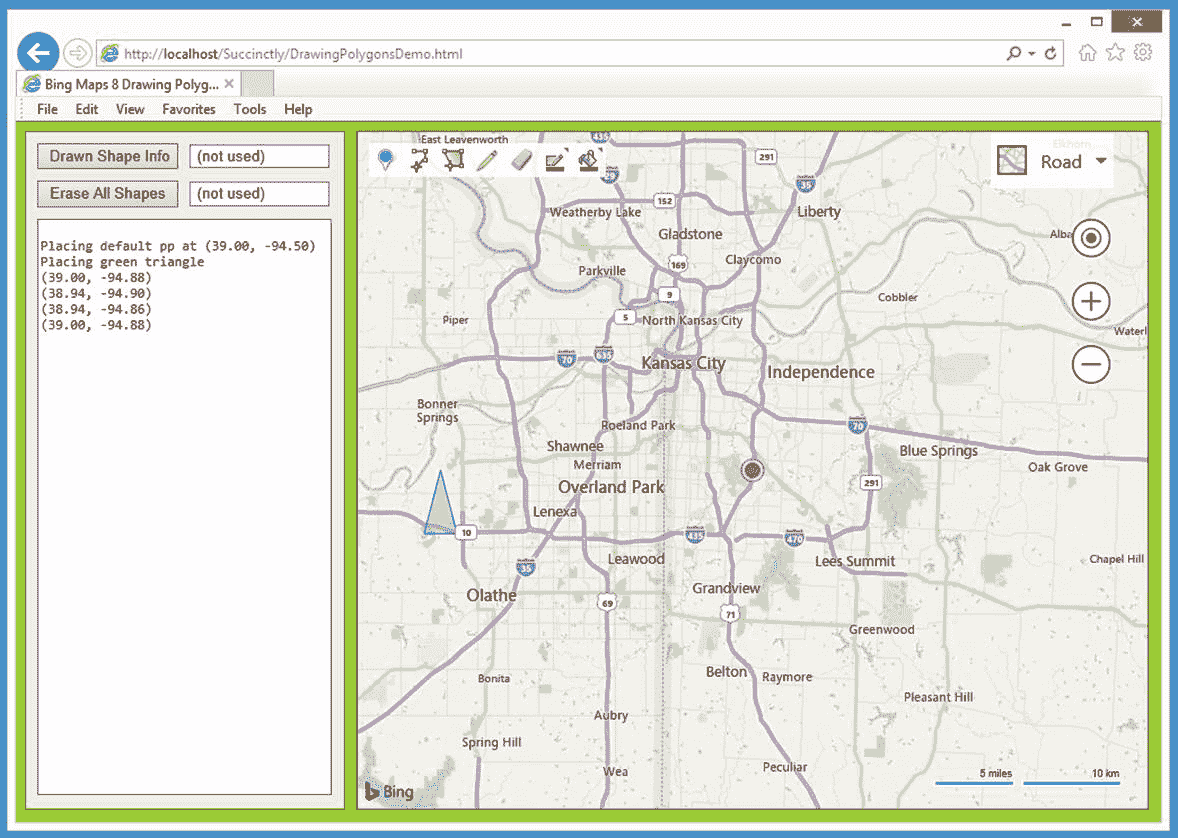 http://localhost/Succinctly/DrawingPolygonsDemo.html
Bing Maps 8 Drawing Polyg...
File Edit View Favorites Tools Help
Drawn Shape Info (not used)
Erase All Shapes (not used)
Placing default pp at (39.00, -94.50)
Placing green triangle
(39.00, -94.88)
(38.94, -94.90)
(38.94, -94.86)
(39.00, -94.88)
East Leavenworth
435
291
Elkhorn
Road
35
152
Weatherby Lake
Liberty
Gladstone
Alba
169
Claycomo
Parkville
9
Cobbler
5
North Kansas City
Piper
Waterl
70
635
Kansas City
Independence
Bonner
Springs
Roeland Park
70
Shawnee
Blue Springs
Merriam
Oak Grove
291
Overland Park
Lenexa
10
435
470
Leawood
Lees Summit
Chapel Hill
35
Grandview
Olathe
69
71
Greenwood
Belton
Raymore
Bonita
Pleasant Hill
Aubry
Spring Hill
Wea
Peculiar
5 miles
10 km
Bing